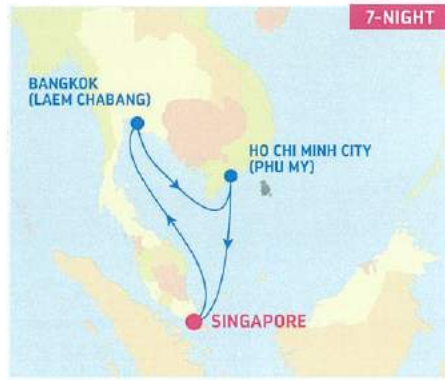 7-NIGHT
BANGKOK
(LAEM CHABANG)
HO CHI MINH CITY
(PHU MY)
SINGAPORE